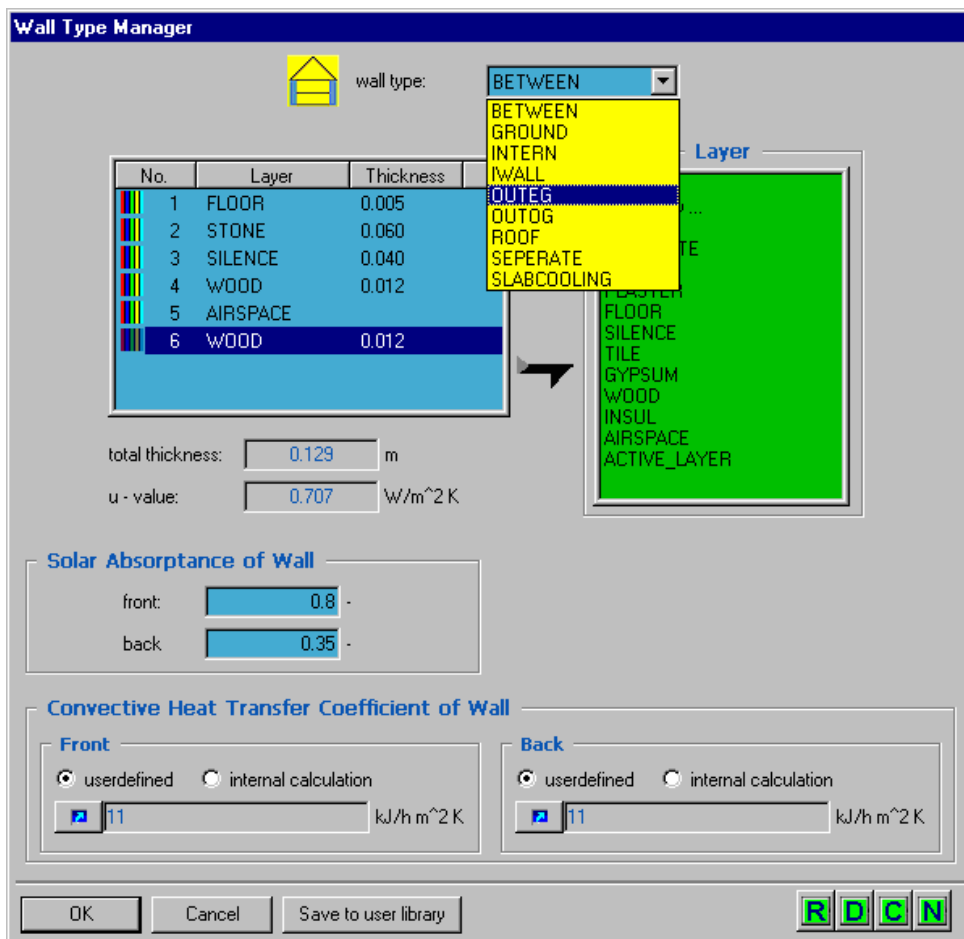 Wall Type Manager
wall type: BETWEEN
BETWEEN
GROUND
INTERN
IWALL
OUTEG
OUTOG
ROOF
SEPERATE
SLABCOOLING
No. Layer Thickness
1 FLOOR 0.005
2 STONE 0.060
3 SILENCE 0.040
4 WOOD 0.012
5 AIRSPACE
6 WOOD 0.012
Layer
PLASTER
FLOOR
SILENCE
TILE
GYPSUM
WOOD
INSUL
AIRSPACE
ACTIVE_LAYER
total thickness: 0.129 m
u - value: 0.707 W/m^2 K
Solar Absorptance of Wall
front: 0.8 -
back 0.35 -
Convective Heat Transfer Coefficient of Wall
Front
userdefined internal calculation
11 kJ/h m^2 K
Back
userdefined internal calculation
11 kJ/h m^2 K
OK Cancel Save to user library R D C N